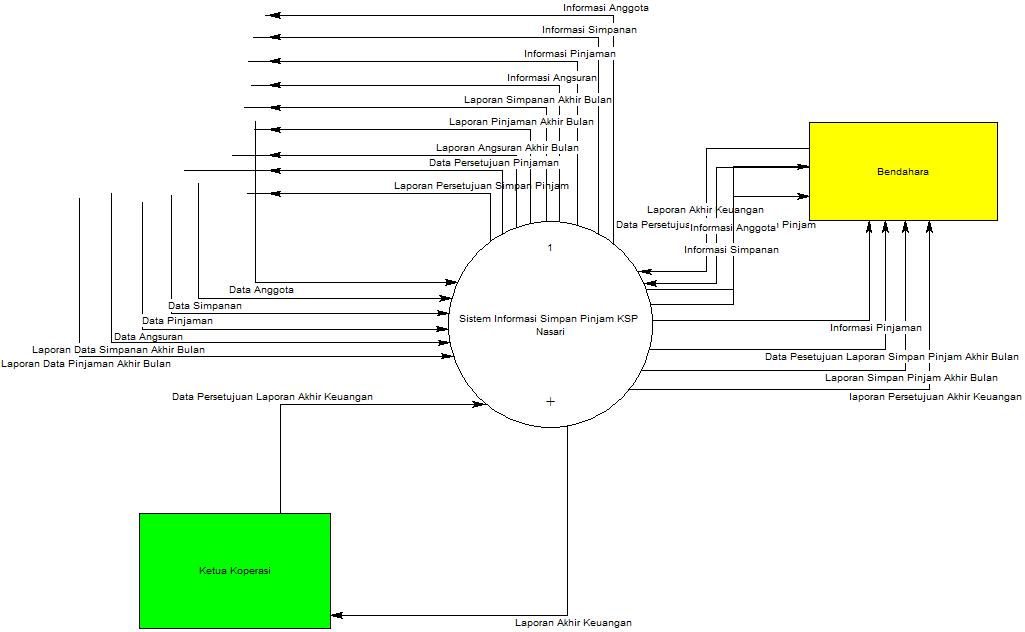 Informasi Anggota
Informasi Simpanan
Informasi Pinjaman
Informasi Angsuran
Laporan Simpanan Akhir Bulan
Laporan Pinjaman Akhir Bulan
Laporan Angsuran Akhir Bulan
Data Persetujuan Pinjaman
Laporan Persetujuan Simpan Pinjam
Bendahara
Laporan Akhir Keuangan
Data Persetujuan
Informasi Anggota
Pinjam
Informasi Simpanan
1
Data Anggota
Data Simpanan
Data Pinjaman
Data Angsuran
Laporan Data Simpanan Akhir Bulan
Laporan Data Pinjaman Akhir Bulan
Sistem Informasi Simpan Pinjam KSP
Nasari
+
Informasi Pinjaman
Data Pesetujuan Laporan Simpan Pinjam Akhir Bulan
Laporan Simpan Pinjam Akhir Bulan
laporan Persetujuan Akhir Keuangan
Data Persetujuan Laporan Akhir Keuangan
Ketua Koperasi
Laporan Akhir Keuangan